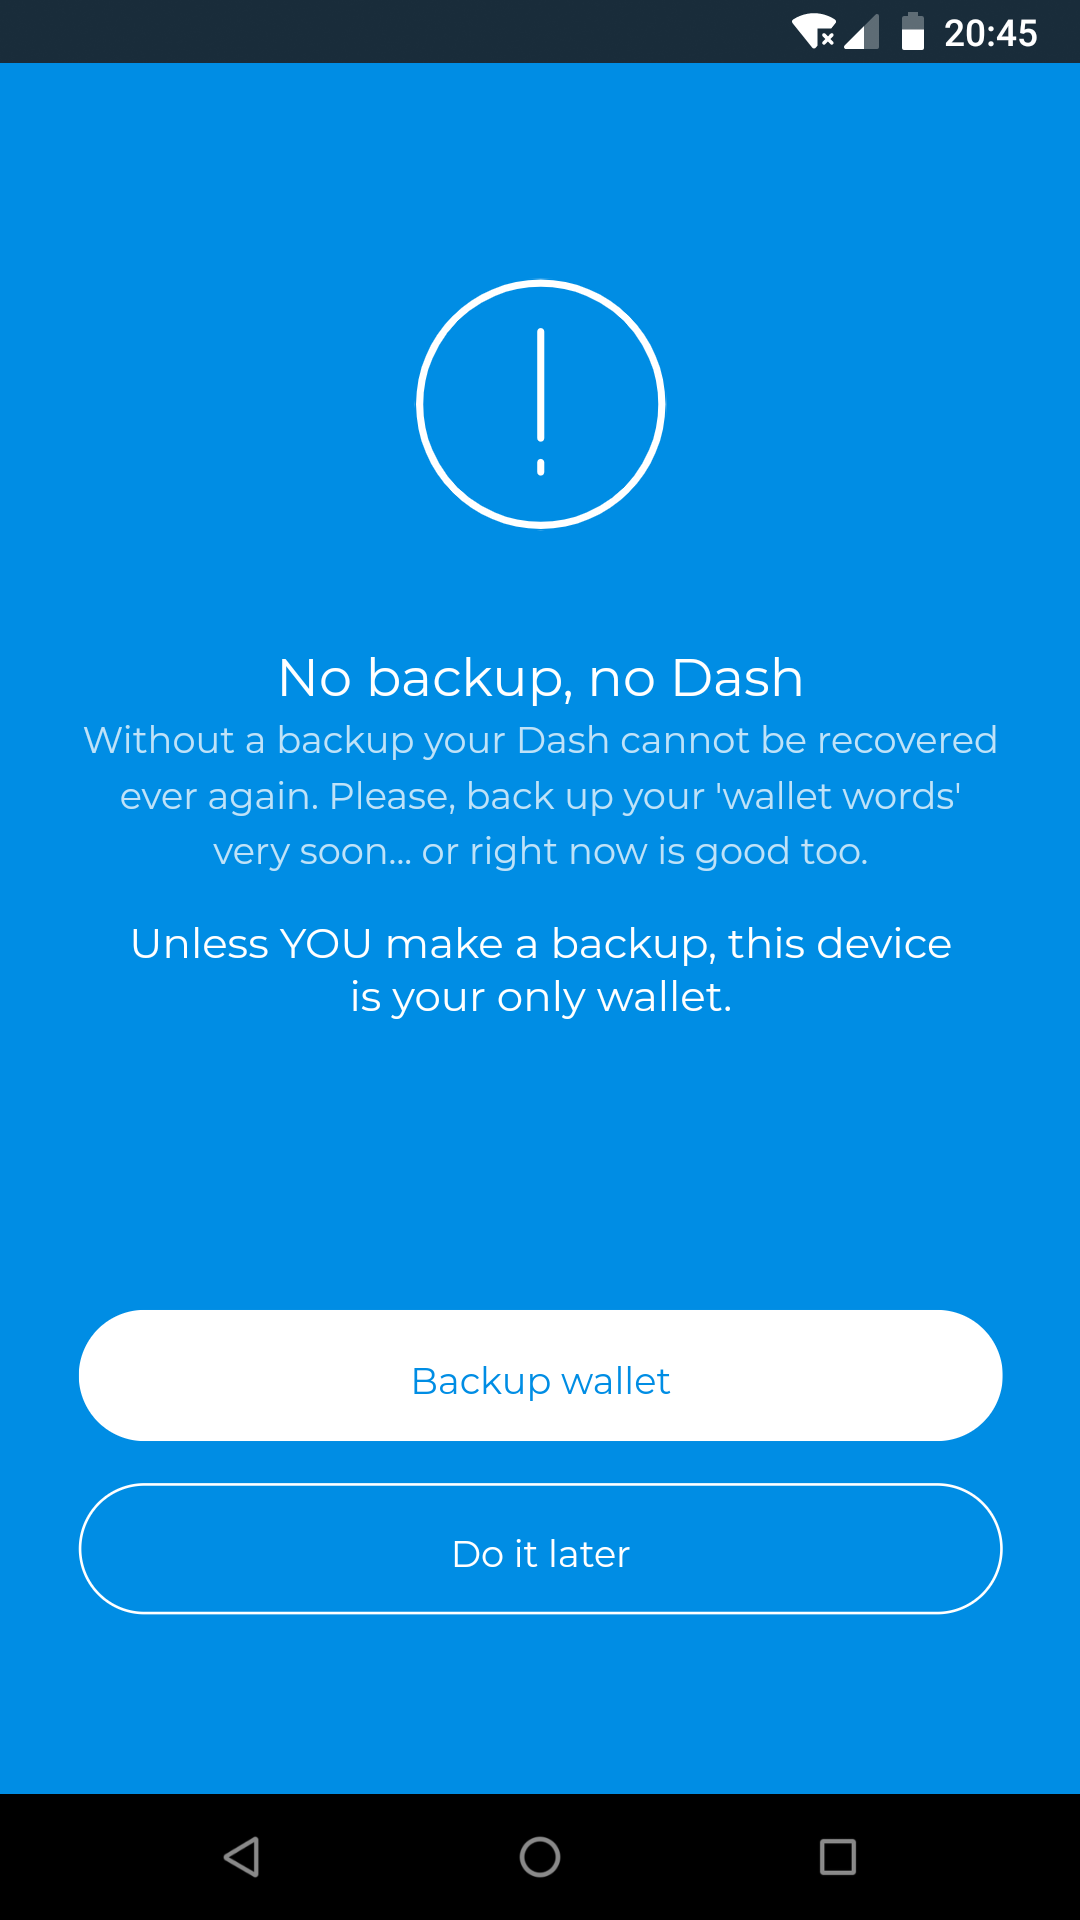 20:45
No backup, no Dash
Without a backup your Dash cannot be recovered
ever again. Please, back up your 'wallet words'
very soon... or right now is good too.
Unless YOU make a backup, this device
is your only wallet.
Backup wallet
Do it later